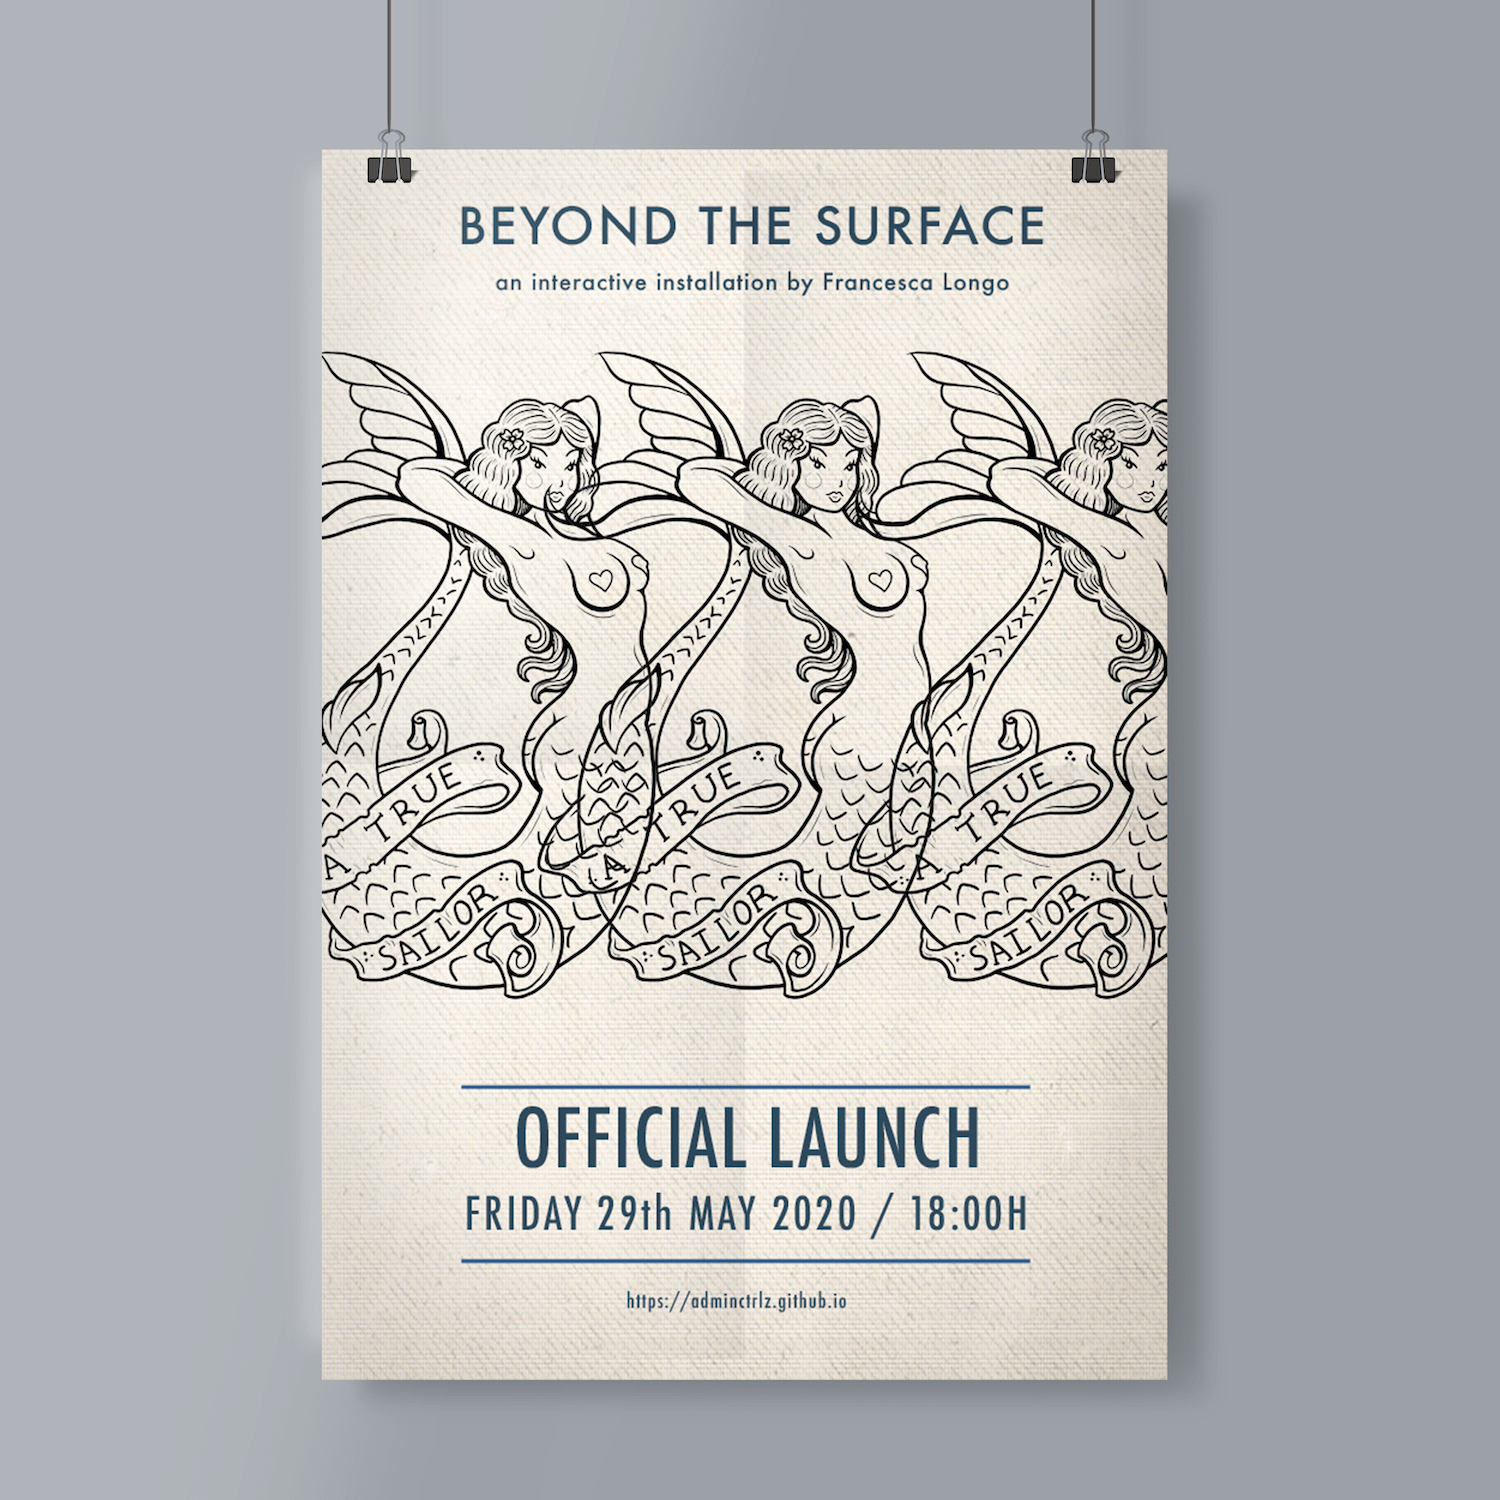 BEYOND THE SURFACE
an interactive installation by Francesca Longo
A TRUE
A TRUE
A TRUE
SAILOR
SAILOR
SAILOR
OFFICIAL LAUNCH
FRIDAY 29th MAY 2020 / 18:00H
https://adminctrlz.github.io